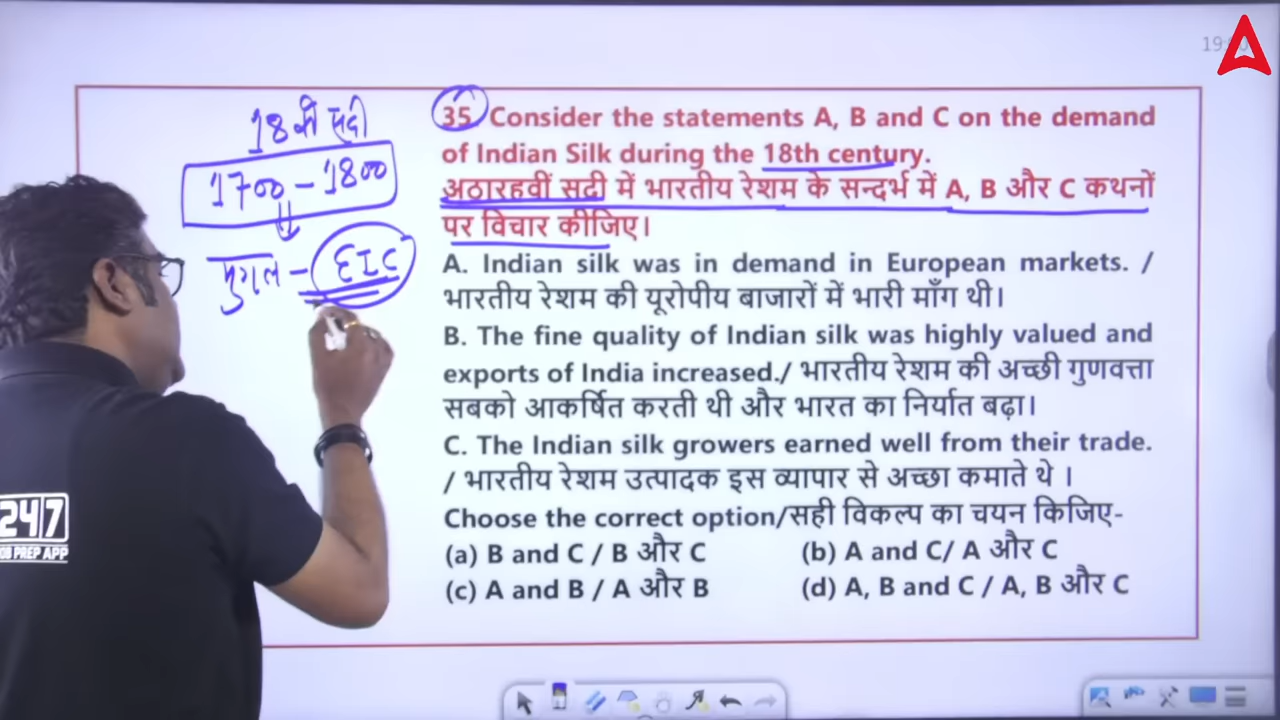 18 वी सदी
1700 - 1800
मुगल - EIC
35. Consider the statements A, B and C on the demand
of Indian Silk during the 18th century.
अठारहवीं सदी में भारतीय रेशम के सन्दर्भ में A, B और C कथनों
पर विचार कीजिए।
A. Indian silk was in demand in European markets. /
भारतीय रेशम की यूरोपीय बाजारों में भारी माँग थी।
B. The fine quality of Indian silk was highly valued and
exports of India increased./ भारतीय रेशम की अच्छी गुणवत्ता
सबको आकर्षित करती थी और भारत का निर्यात बढ़ा।
C. The Indian silk growers earned well from their trade.
/ भारतीय रेशम उत्पादक इस व्यापार से अच्छा कमाते थे ।
Choose the correct option/सही विकल्प का चयन किजिए-
(a) B and C / B और C
(b) A and C/ A और C
(c) A and B / A और B
(d) A, B and C / A, B और C
247
PREP APP